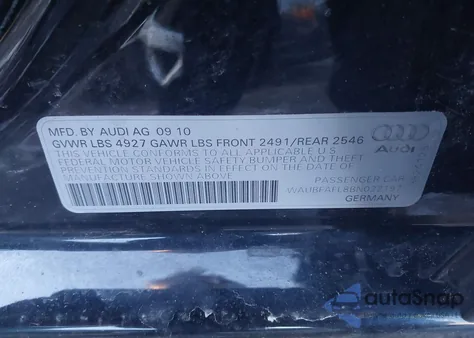 MFD. BY AUDI AG 09 10
GVWR LBS 4927 GAWR LBS FRONT 2491/REAR 2546
THIS VEHICLE CONFORMS TO ALL APPLICABLE U.S.
FEDERAL MOTOR VEHICLE SAFETY BUMPER AND THEFT
PREVENTION STANDARDS IN EFFECT ON THE DATE OF
MANUFACTURE SHOWN ABOVE
Audi
PASSENGER CAR
GERMANY
autoSnap